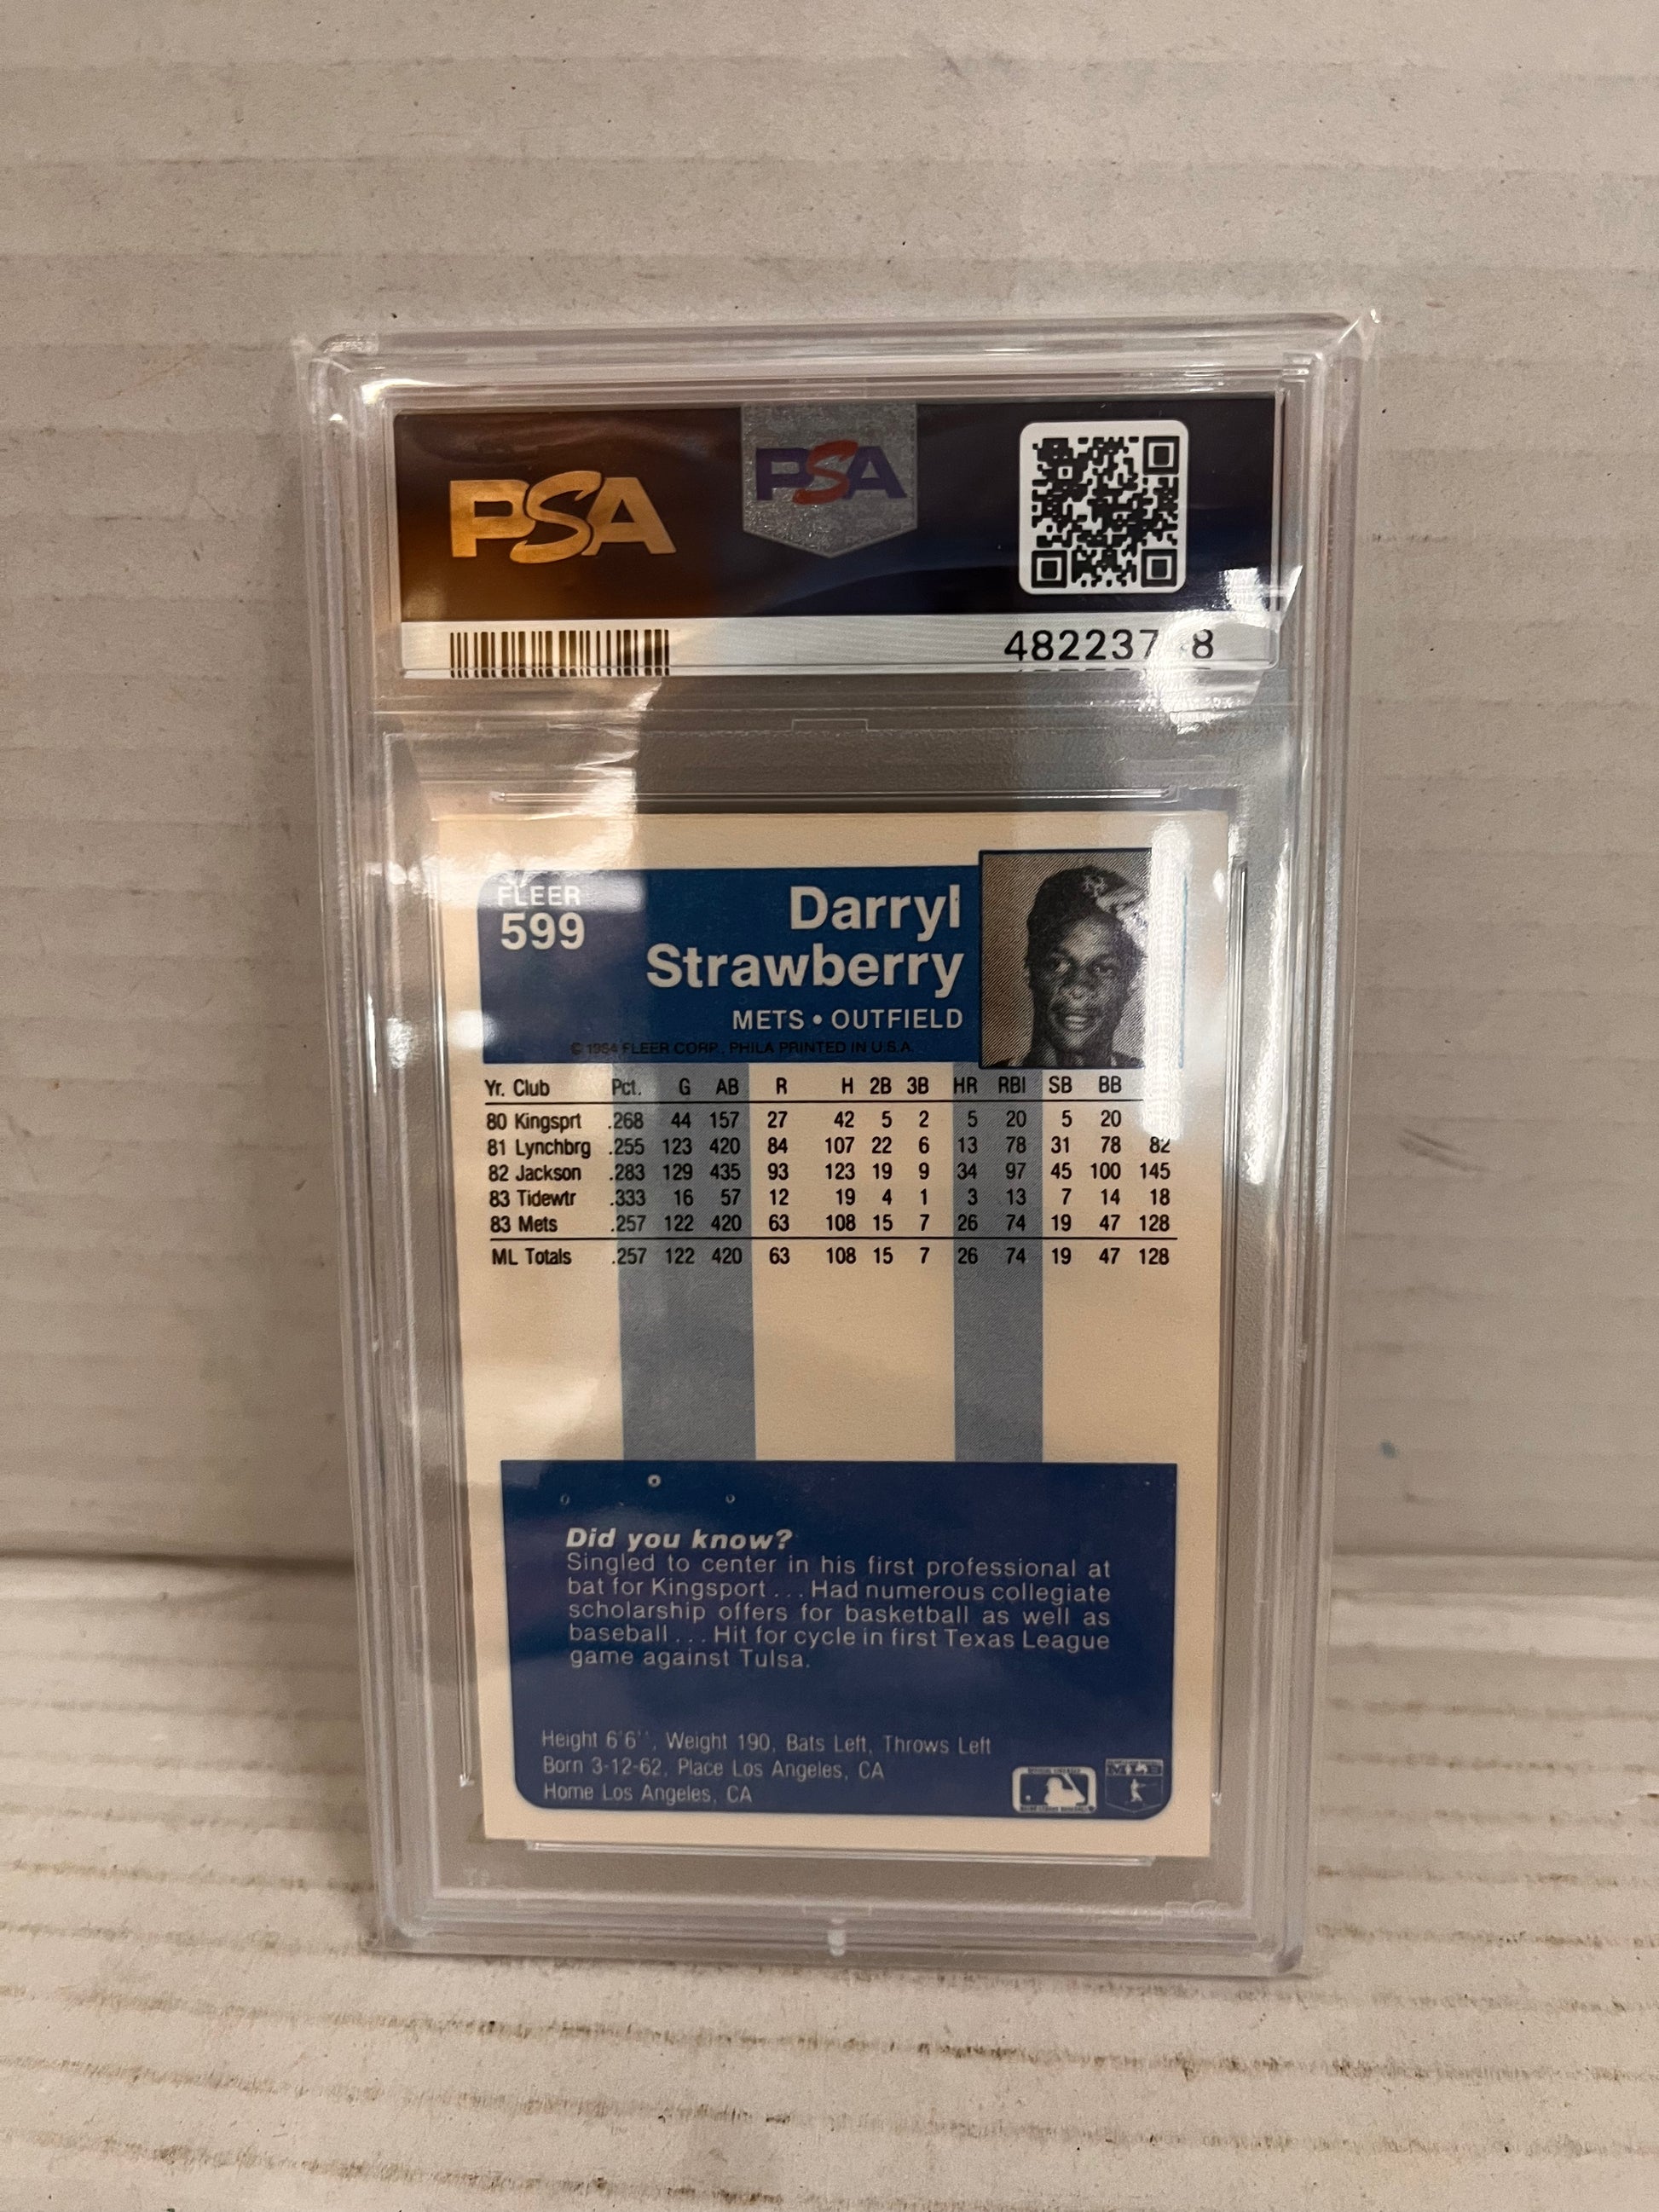 PSA
PSA
482237 8
FLEER
599
Darryl
Strawberry
METS • OUTFIELD
© 1984 FLEER CORP., PHILA PRINTED IN U.S.A.
Yr. Club Pct. G AB R H 2B 3B HR RBI SB BB
80 Kingsprt .268 44 157 27 42 5 2 5 20 5 20
81 Lynchbrg .255 123 420 84 107 22 6 13 78 31 78 82
82 Jackson .283 129 435 93 123 19 9 34 97 45 100 145
83 Tidewtr .333 16 57 12 19 4 1 3 13 7 14 18
83 Mets .257 122 420 63 108 15 7 26 74 19 47 128
ML Totals .257 122 420 63 108 15 7 26 74 19 47 128
Did you know?
Singled to center in his first professional at
bat for Kingsport . . . Had numerous collegiate
scholarship offers for basketball as well as
baseball . . . Hit for cycle in first Texas League
game against Tulsa.
Height 6'6'', Weight 190, Bats Left, Throws Left
Born 3-12-62, Place Los Angeles, CA
Home Los Angeles, CA